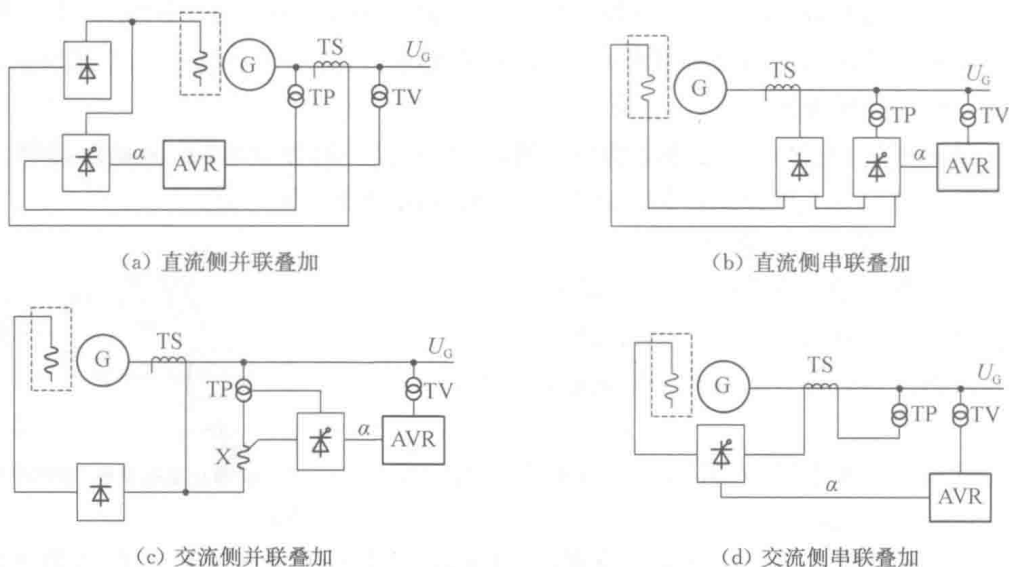 TS
U_G
G
TP
TV
α
AVR
(a) 直流侧并联叠加
TS
U_G
G
TP
TV
α
AVR
(b) 直流侧串联叠加
TS
U_G
G
TP
TV
X
α
AVR
(c) 交流侧并联叠加
TS
U_G
G
TP
TV
α
AVR
(d) 交流侧串联叠加